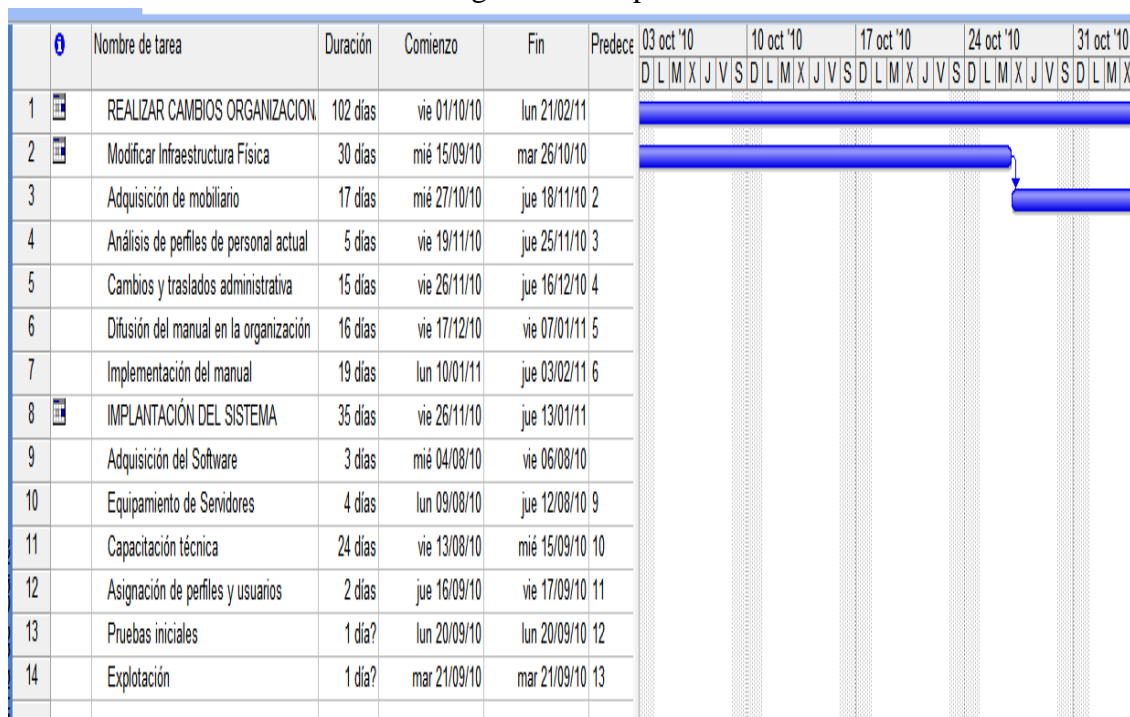 Nombre de tarea Duración Comienzo Fin Predece 03 oct '10 10 oct '10 17 oct '10 24 oct '10 31 oct '10
D L M X J V S D L M X J V S D L M X J V S D L M X J V S D L M X
1 REALIZAR CAMBIOS ORGANIZACION. 102 días vie 01/10/10 lun 21/02/11
2 Modificar Infraestructura Física 30 días mié 15/09/10 mar 26/10/10
3 Adquisición de mobiliario 17 días mié 27/10/10 jue 18/11/10 2
4 Análisis de perfiles de personal actual 5 días vie 19/11/10 jue 25/11/10 3
5 Cambios y traslados administrativa 15 días vie 26/11/10 jue 16/12/10 4
6 Difusión del manual en la organización 16 días vie 17/12/10 vie 07/01/11 5
7 Implementación del manual 19 días lun 10/01/11 jue 03/02/11 6
8 IMPLANTACIÓN DEL SISTEMA 35 días vie 26/11/10 jue 13/01/11
9 Adquisición del Software 3 días mié 04/08/10 vie 06/08/10
10 Equipamiento de Servidores 4 días lun 09/08/10 jue 12/08/10 9
11 Capacitación técnica 24 días vie 13/08/10 mié 15/09/10 10
12 Asignación de perfiles y usuarios 2 días jue 16/09/10 vie 17/09/10 11
13 Pruebas iniciales 1 día? lun 20/09/10 lun 20/09/10 12
14 Explotación 1 día? mar 21/09/10 mar 21/09/10 13